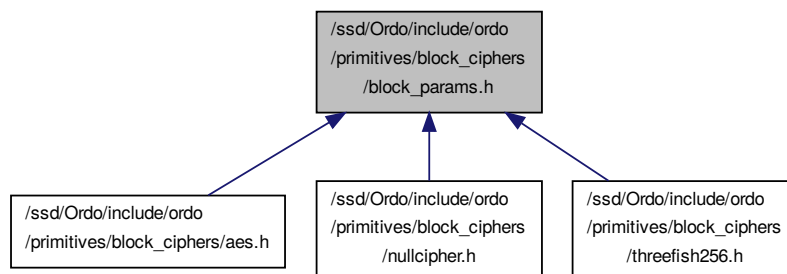 /ssd/Ordo/include/ordo
/primitives/block_ciphers
/block_params.h
/ssd/Ordo/include/ordo
/primitives/block_ciphers/aes.h
/ssd/Ordo/include/ordo
/primitives/block_ciphers
/nullcipher.h
/ssd/Ordo/include/ordo
/primitives/block_ciphers
/threefish256.h